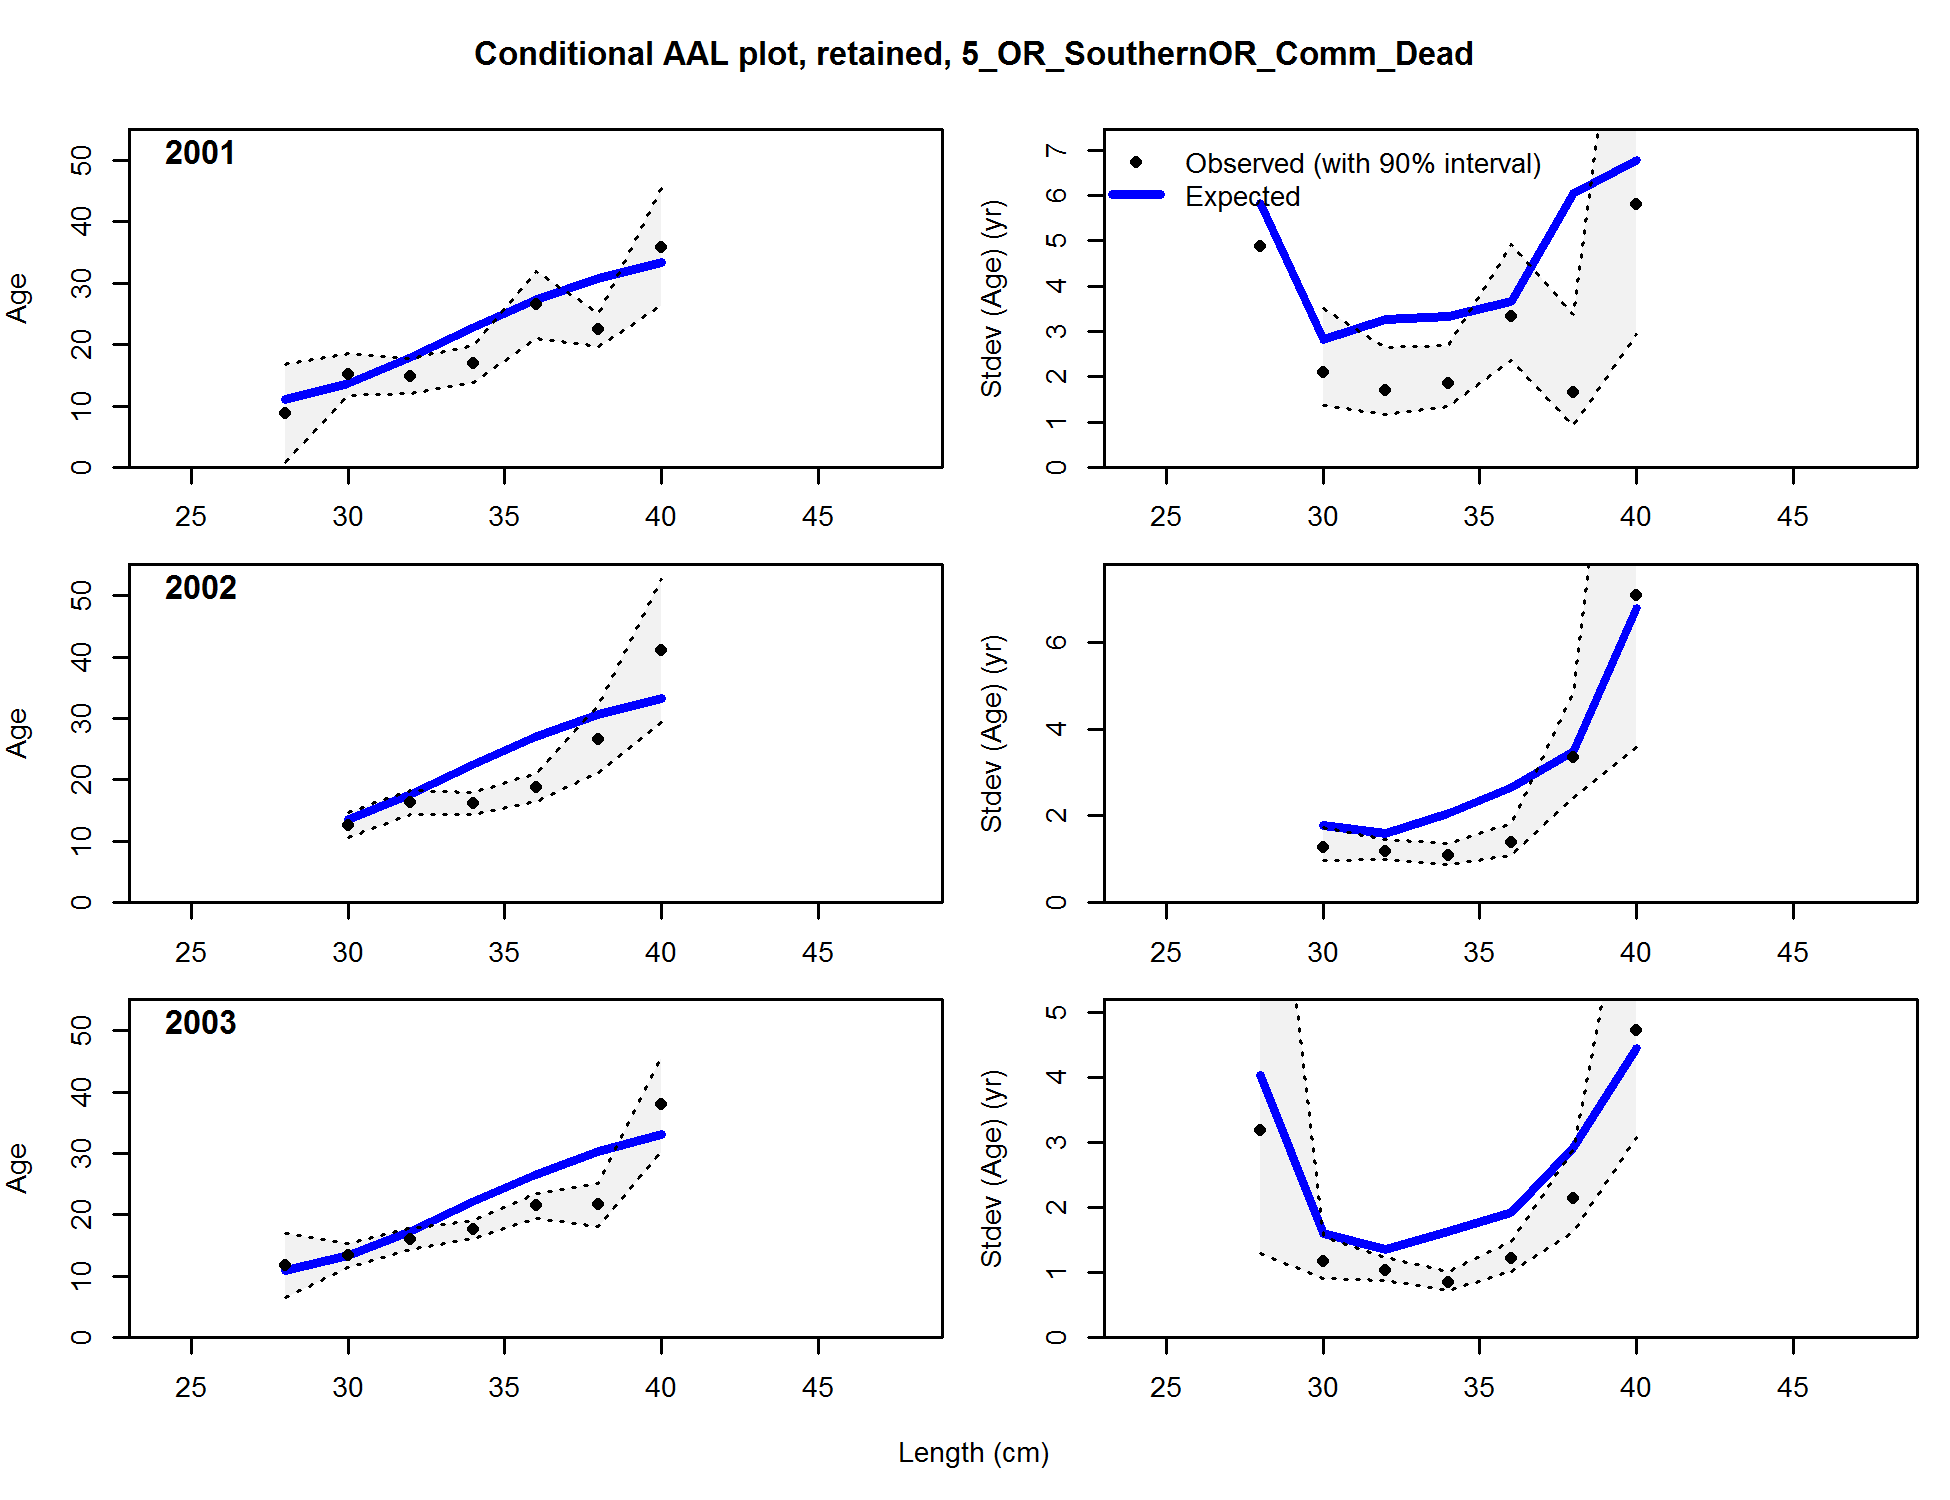 Conditional AAL plot, retained, 5_OR_SouthernOR_Comm_Dead
2001
Age
0 10 20 30 40 50
25 30 35 40 45
Observed (with 90% interval)
Expected
Stdev (Age) (yr)
0 1 2 3 4 5 6 7
25 30 35 40 45
2002
Age
0 10 20 30 40 50
25 30 35 40 45
Stdev (Age) (yr)
0 2 4 6
25 30 35 40 45
2003
Age
0 10 20 30 40 50
25 30 35 40 45
Stdev (Age) (yr)
0 1 2 3 4 5
25 30 35 40 45
Length (cm)